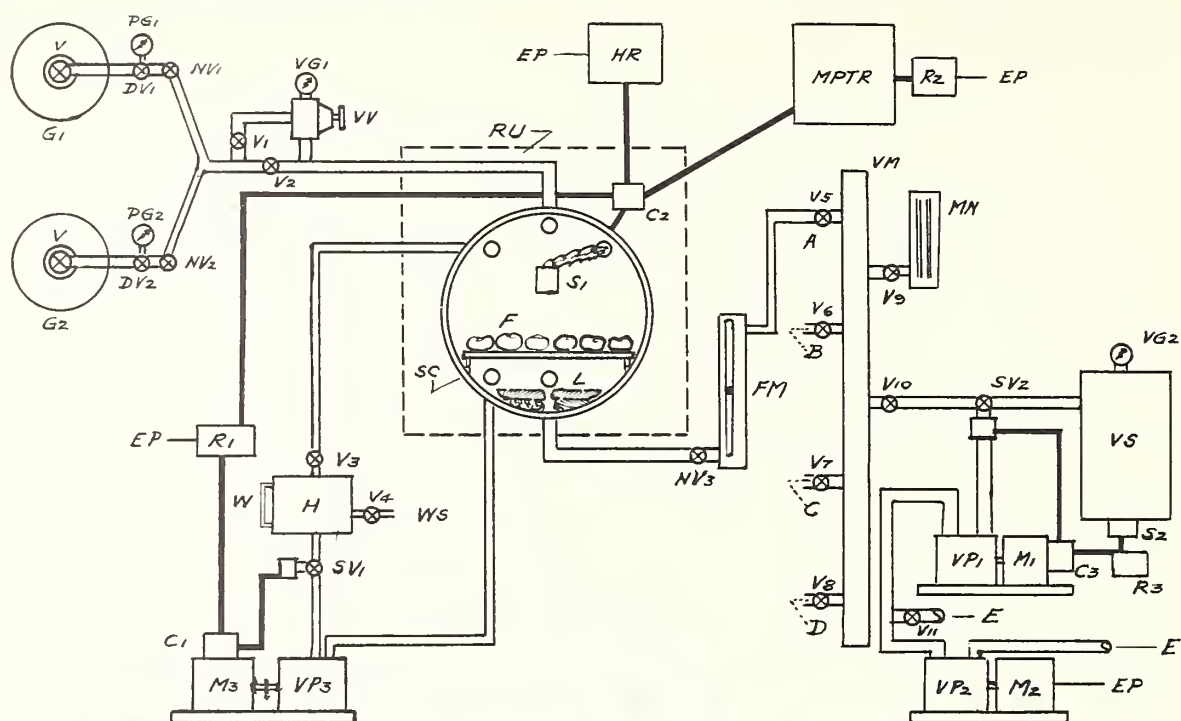 PG1
V
NV1
DV1
G1
VG1
VV
V1
V2
PG2
V
NV2
DV2
G2
RU
EP
HR
MPTR
R2
EP
C2
S1
F
SC
L
VM
V5
A
MN
V9
V6
B
FM
NV3
VG2
V10
SV2
VS
V7
C
S2
VP1
M1
C3
R3
V8
D
V11
E
E
VP2
M2
EP
EP
R1
V3
W
H
V4
WS
SV1
C1
M3
VP3